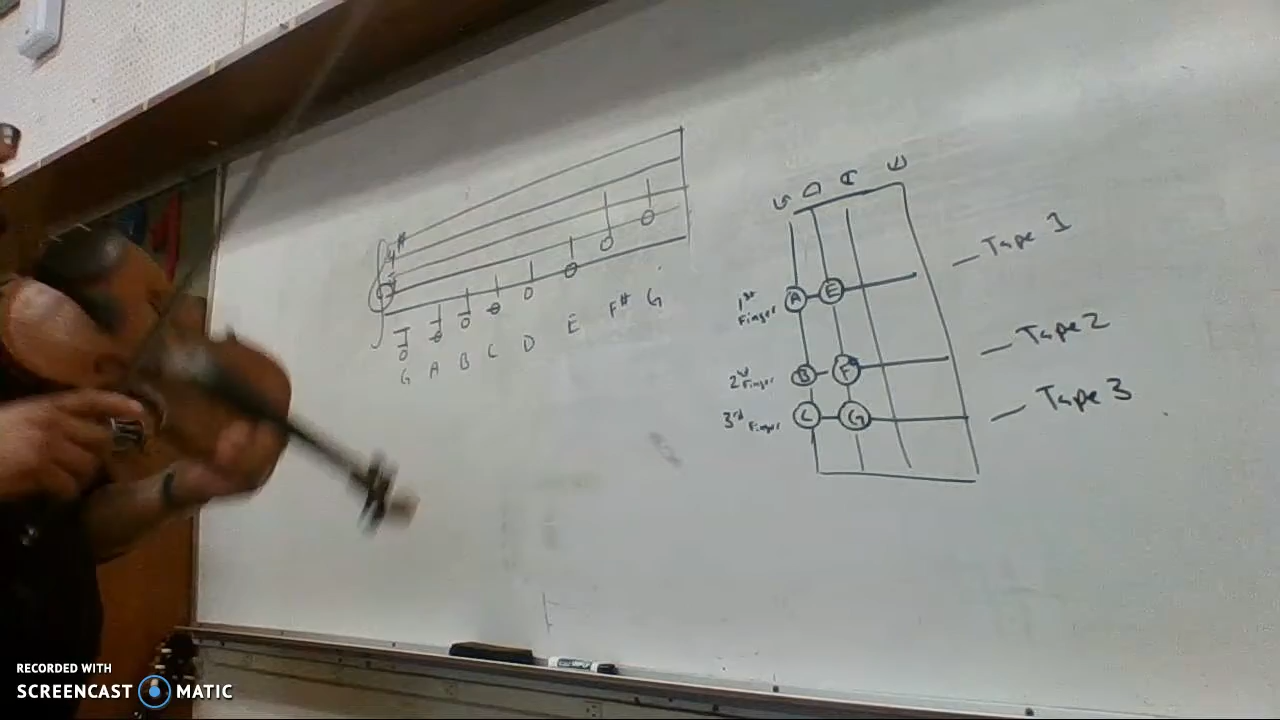 G A B C D E F# G
G D A E
1st Finger
A E
Tape 1
2nd Finger
B F#
Tape 2
3rd Finger
C G
Tape 3
RECORDED WITH
SCREENCAST MATIC